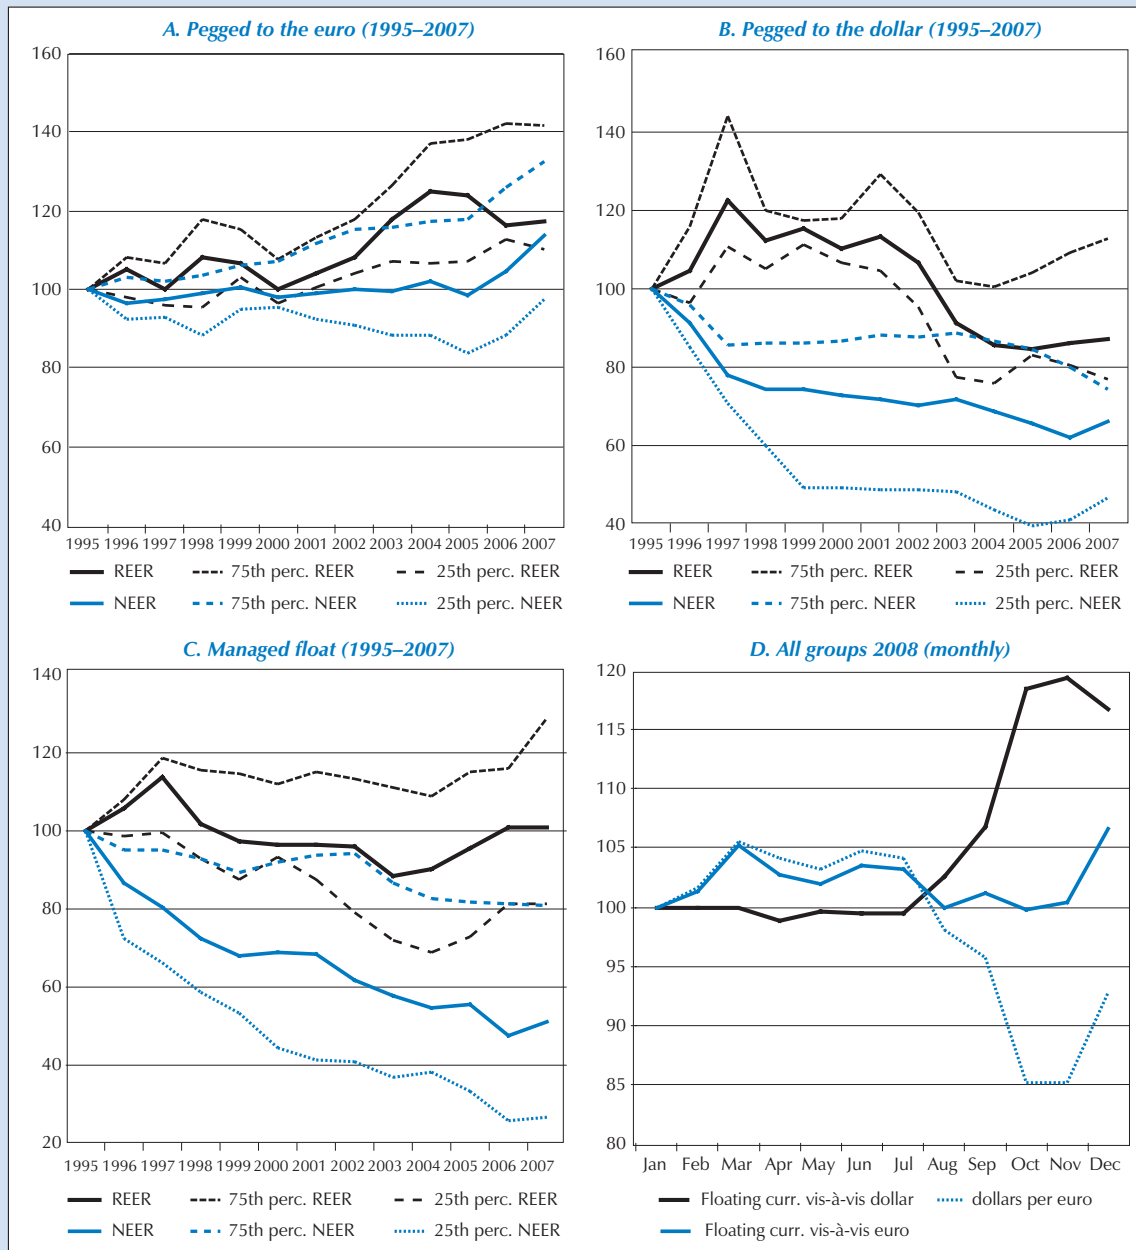 A. Pegged to the euro (1995–2007)
160
140
120
100
80
60
40
1995 1996 1997 1998 1999 2000 2001 2002 2003 2004 2005 2006 2007
REER 75th perc. REER 25th perc. REER
NEER 75th perc. NEER 25th perc. NEER
B. Pegged to the dollar (1995–2007)
160
140
120
100
80
60
40
1995 1996 1997 1998 1999 2000 2001 2002 2003 2004 2005 2006 2007
REER 75th perc. REER 25th perc. REER
NEER 75th perc. NEER 25th perc. NEER
C. Managed float (1995–2007)
140
120
100
80
60
40
20
1995 1996 1997 1998 1999 2000 2001 2002 2003 2004 2005 2006 2007
REER 75th perc. REER 25th perc. REER
NEER 75th perc. NEER 25th perc. NEER
D. All groups 2008 (monthly)
120
115
110
105
100
95
90
85
80
Jan Feb Mar Apr May Jun Jul Aug Sep Oct Nov Dec
Floating curr. vis-à-vis dollar dollars per euro
Floating curr. vis-à-vis euro